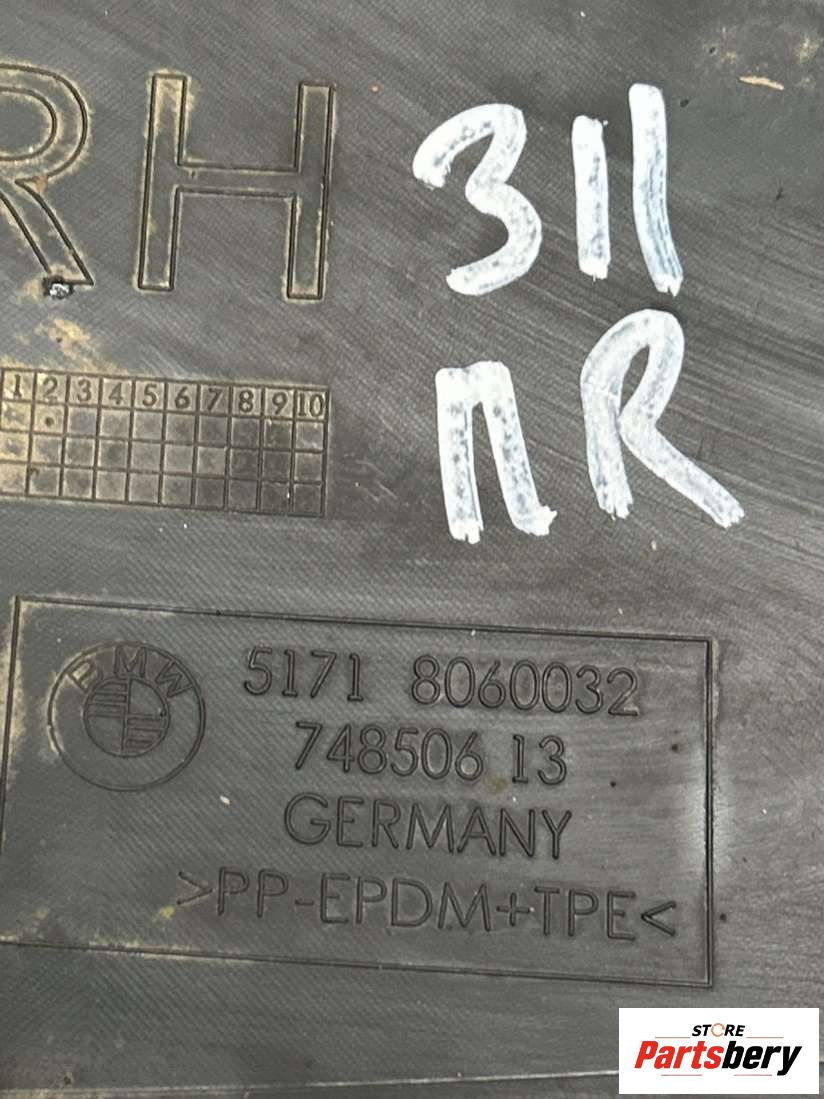 RH
311
ПR
1 2 3 4 5 6 7 8 9 10
BMW
5171 8060032
748506 13
GERMANY
>PP-EPDM+TPE<
STORE
Partsbery